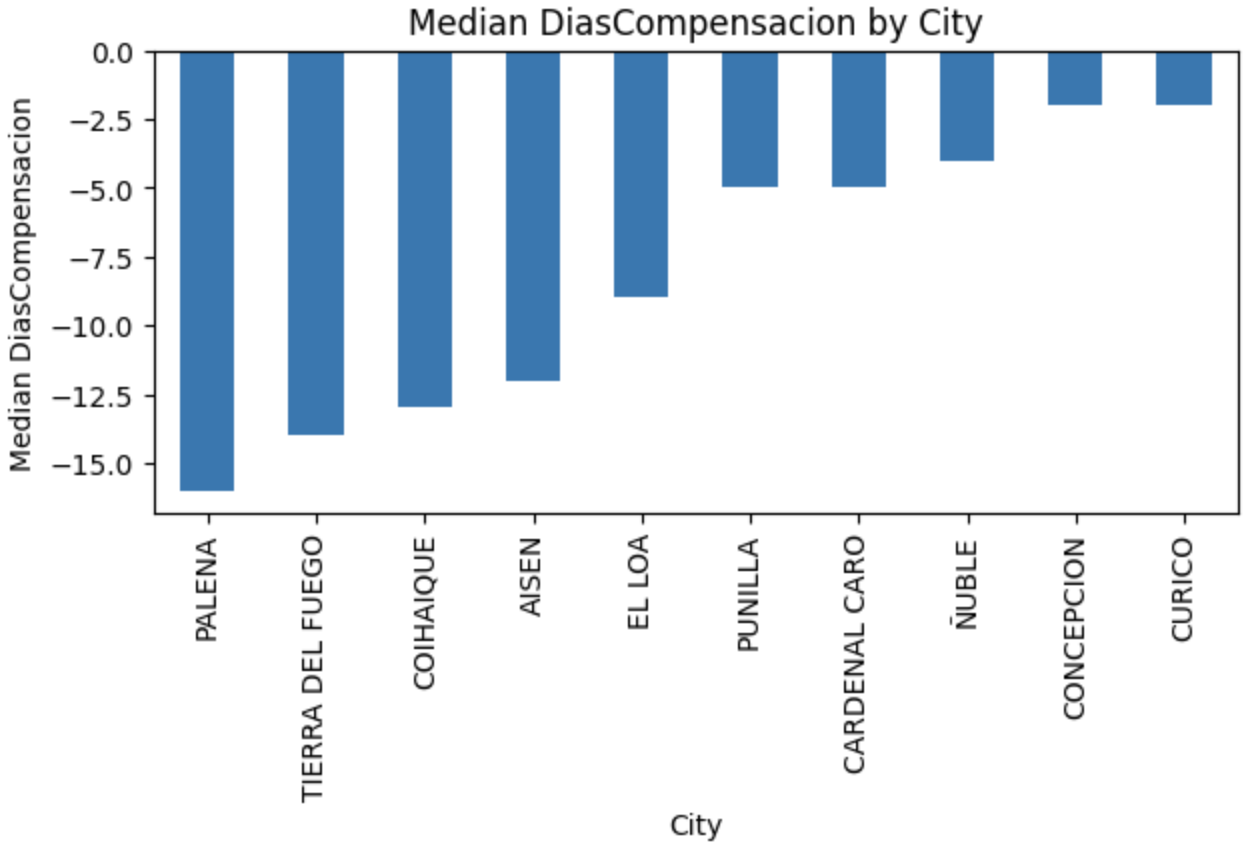 Median DiasCompensacion by City
Median DiasCompensacion
0.0
−2.5
−5.0
−7.5
−10.0
−12.5
−15.0
PALENA
TIERRA DEL FUEGO
COIHAIQUE
AISEN
EL LOA
PUNILLA
CARDENAL CARO
ÑUBLE
CONCEPCION
CURICO
City